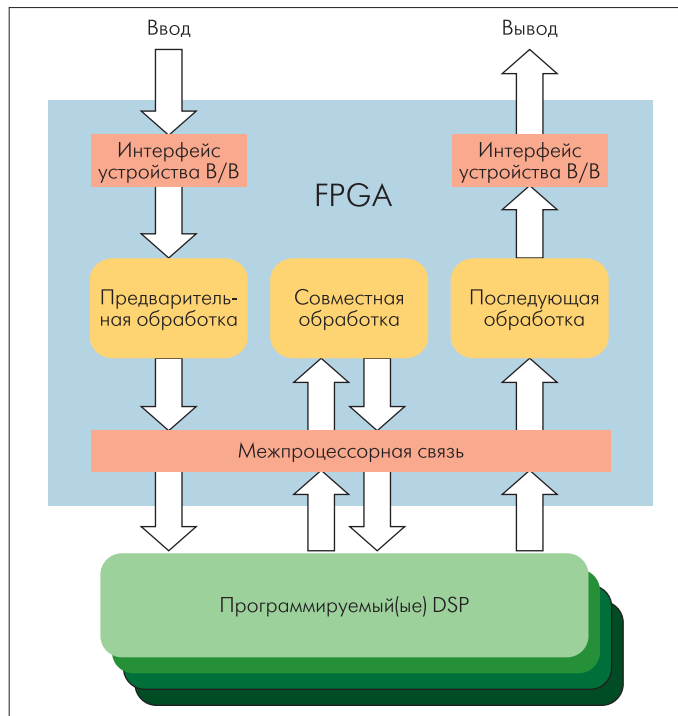 Ввод
Вывод
Интерфейс
устройства В/В
Интерфейс
устройства В/В
FPGA
Предваритель-
ная обработка
Совместная
обработка
Последующая
обработка
Межпроцессорная связь
Программируемый(ые) DSP